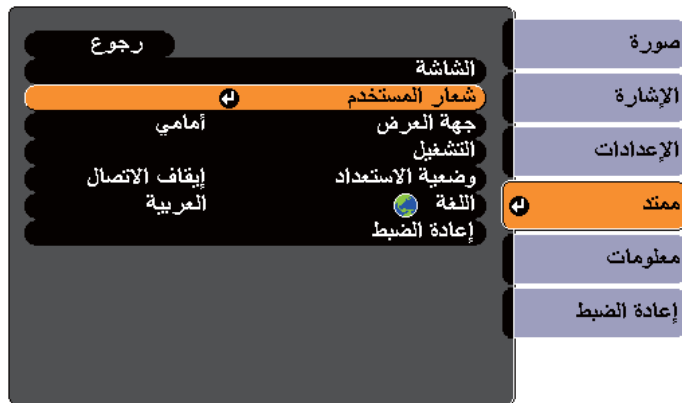 صورة
الإشارة
الإعدادات
ممتد
معلومات
إعادة الضبط
رجوع
الشاشة
شعار المستخدم
جهة العرض أمامي
التشغيل
وضعية الاستعداد إيقاف الاتصال
اللغة العربية
إعادة الضبط